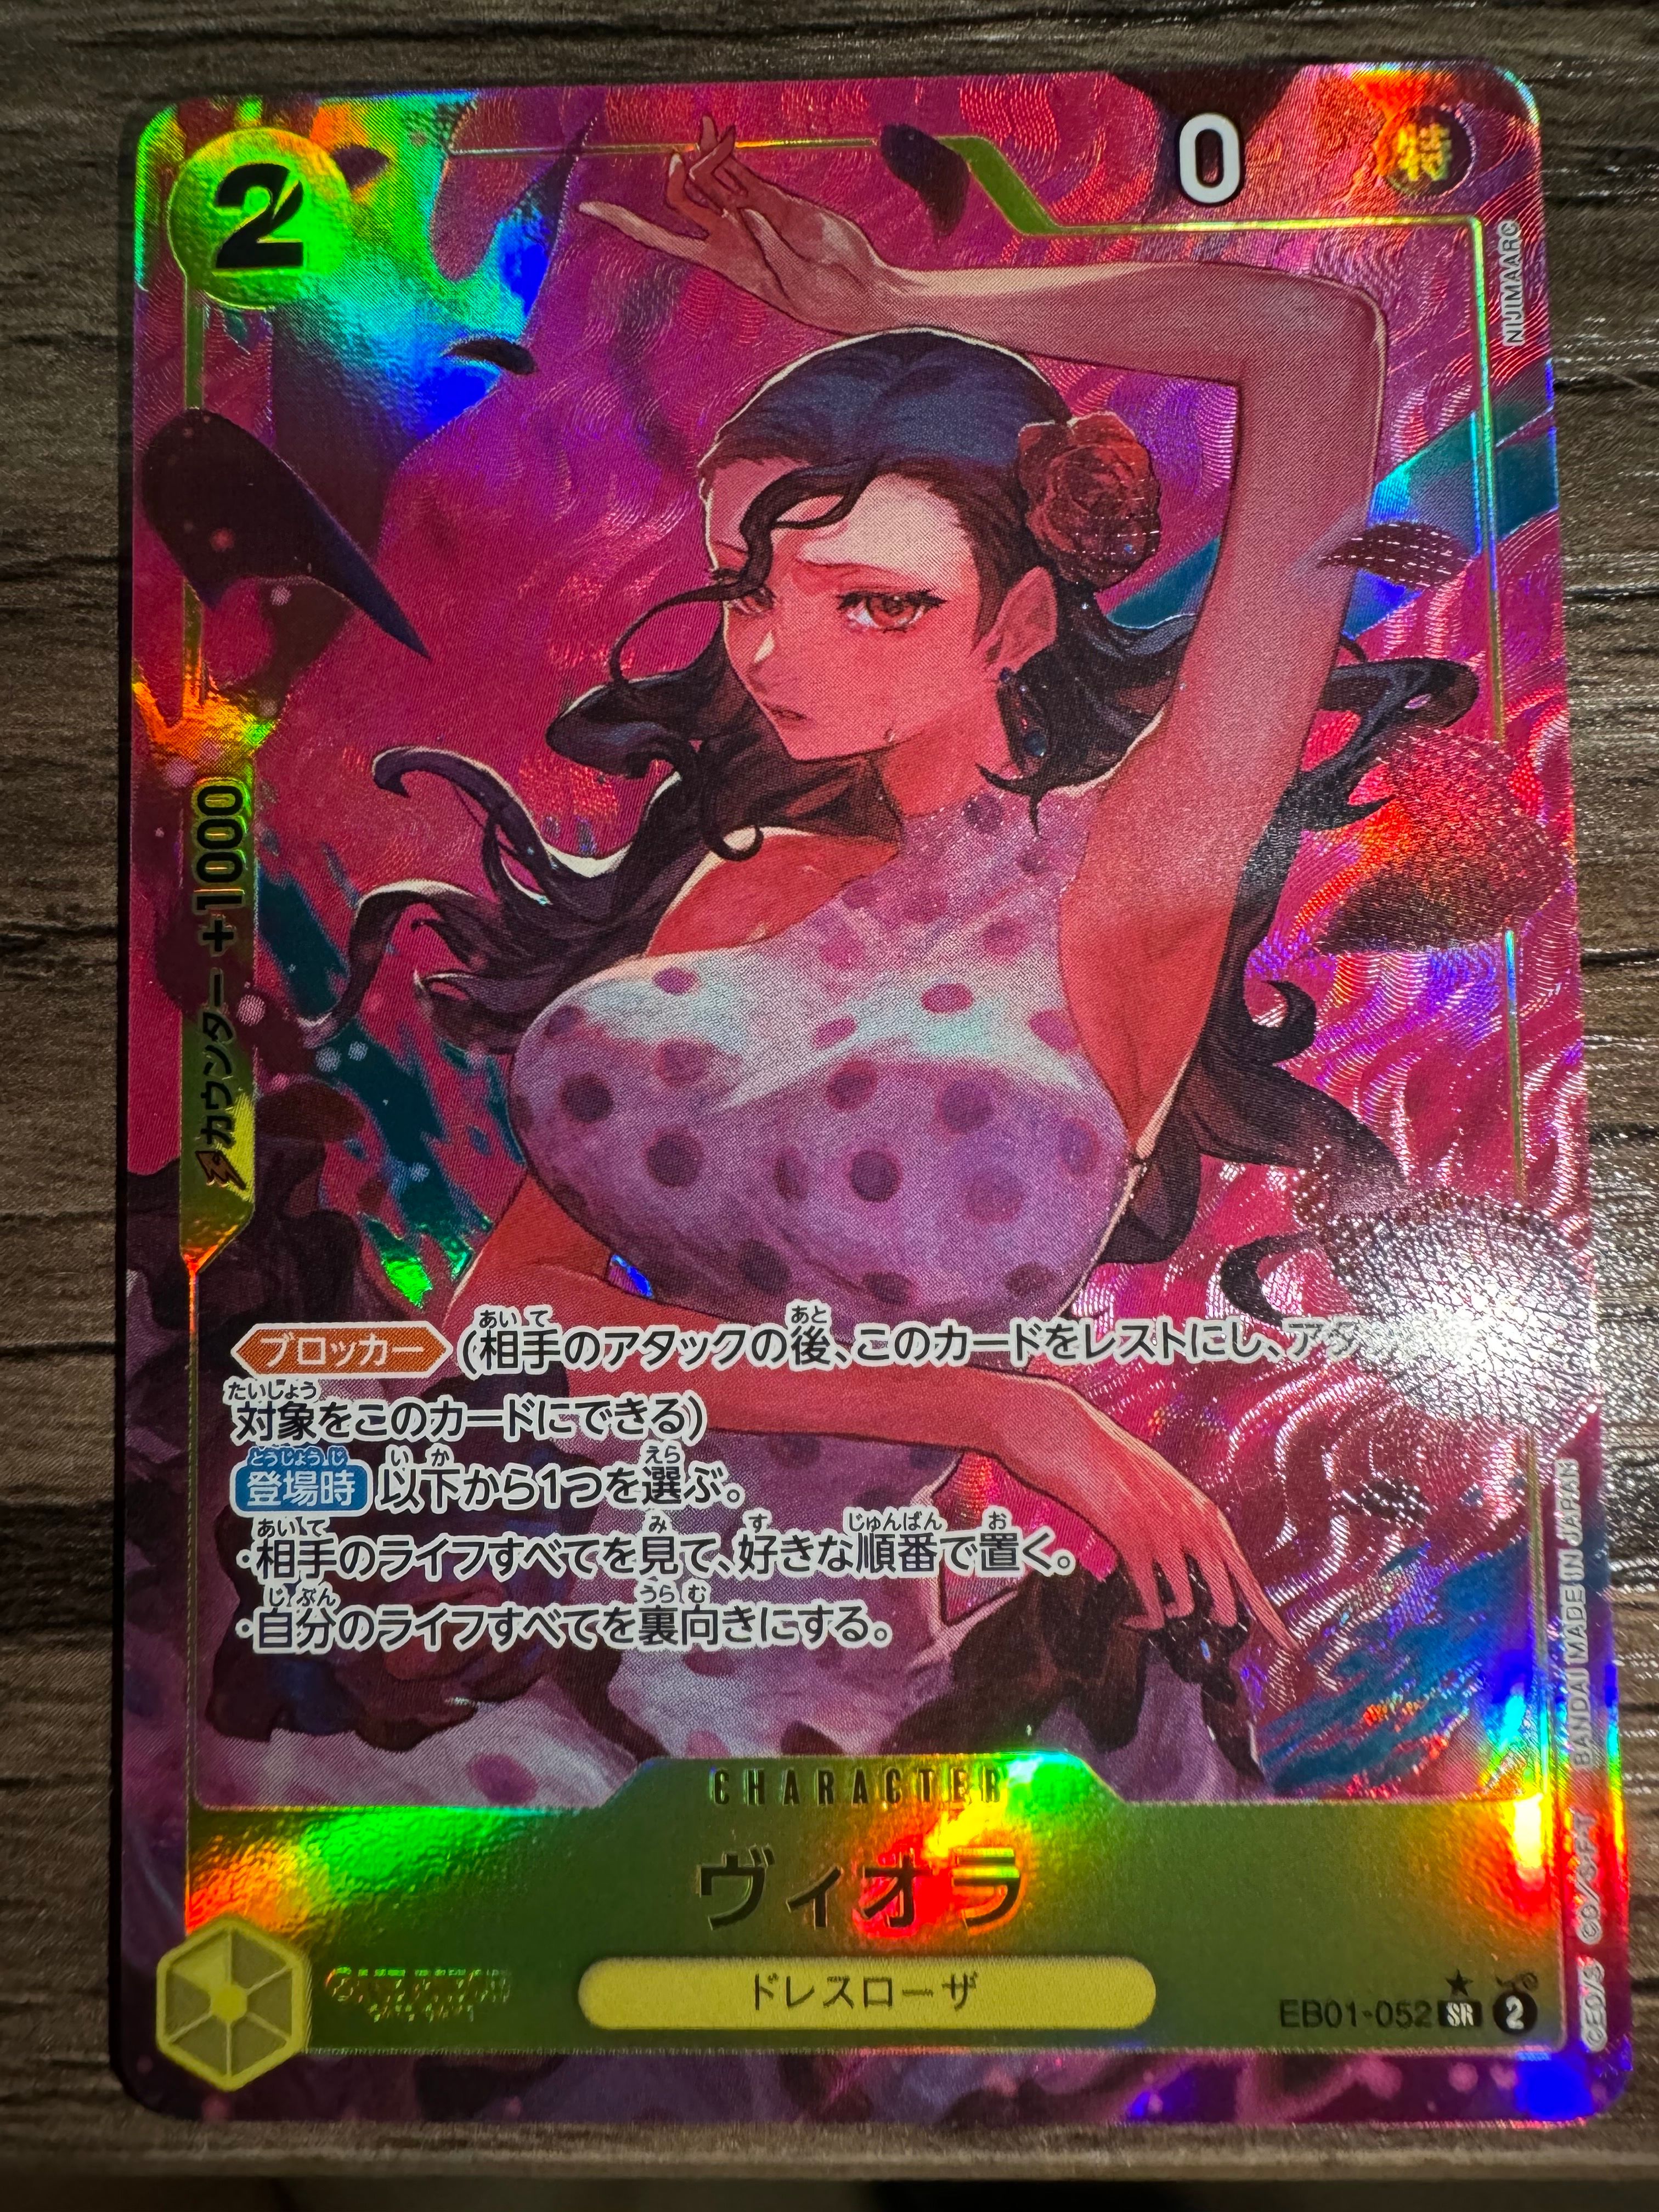 2
0
特
NIJIMAARC
カウンター +1000
ブロッカー (相手のアタックの後、このカードをレストにし、アタ
対象をこのカードにできる)
登場時 以下から1つを選ぶ。
・相手のライフすべてを見て、好きな順番で置く。
・自分のライフすべてを裏向きにする。
BANDAI MADE IN JAPAN
CHARACTER
ヴィオラ
ドレスローザ
EB01-052 SR 2